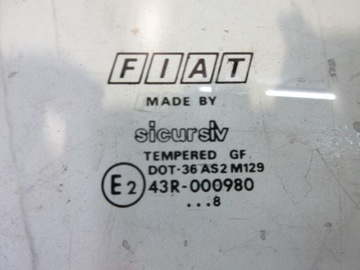 FIAT
MADE BY
sicursiv
TEMPERED GF
DOT-36 AS2 M129
E2 43R-000980
...8